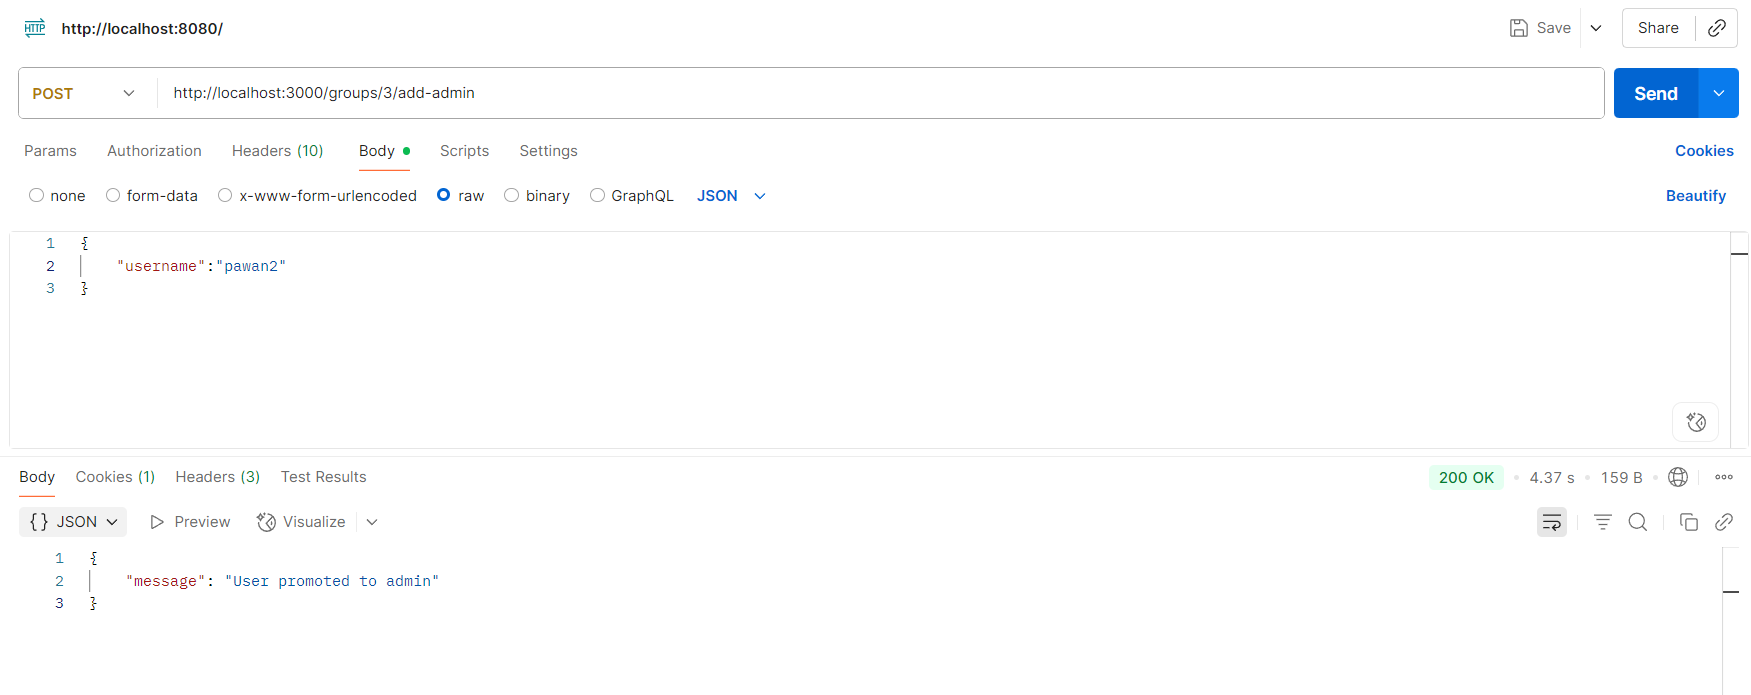 HTTP http://localhost:8080/ Save Share
POST http://localhost:3000/groups/3/add-admin Send
Params Authorization Headers (10) Body Scripts Settings Cookies
none form-data x-www-form-urlencoded raw binary GraphQL JSON Beautify
1 {
2 "username":"pawan2"
3 }
Body Cookies (1) Headers (3) Test Results 200 OK • 4.37 s • 159 B •
{} JSON Preview Visualize
1 {
2 "message": "User promoted to admin"
3 }